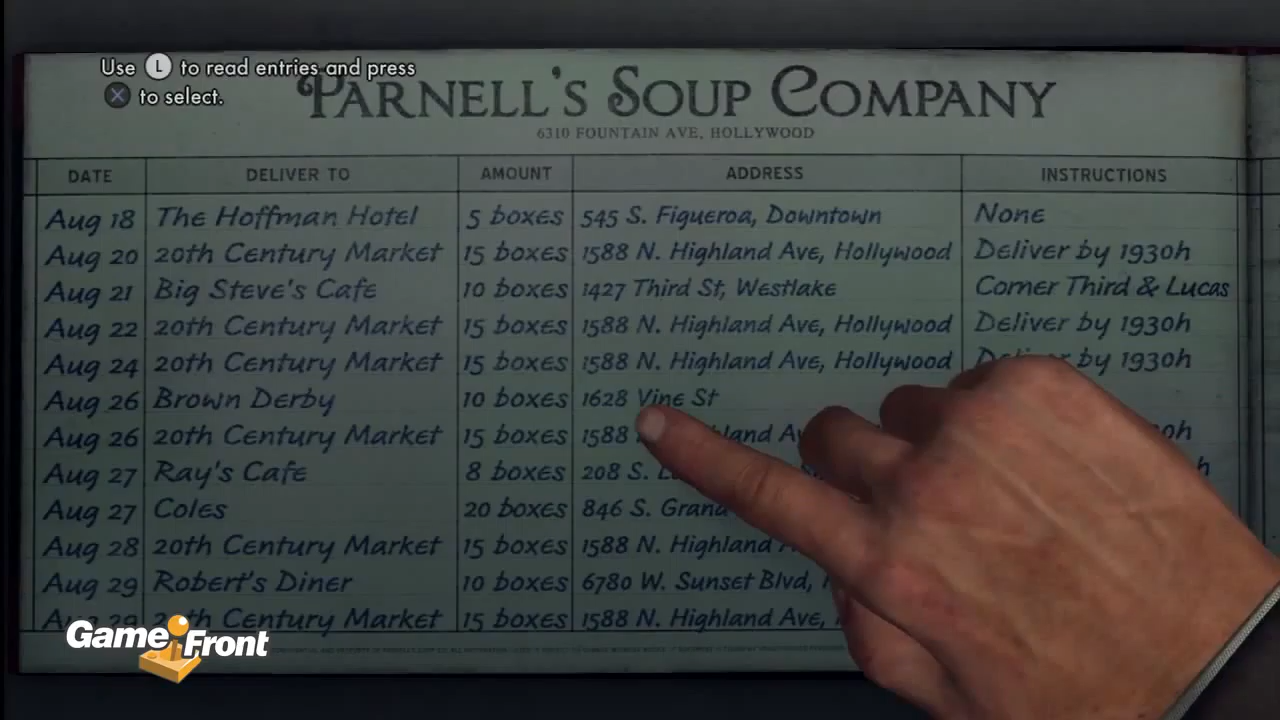 Use L to read entries and press
X to select.
PARNELL'S SOUP COMPANY
6310 FOUNTAIN AVE, HOLLYWOOD
DATE DELIVER TO AMOUNT ADDRESS INSTRUCTIONS
Aug 18 The Hoffman Hotel 5 boxes 545 S. Figueroa, Downtown None
Aug 20 20th Century Market 15 boxes 1588 N. Highland Ave, Hollywood Deliver by 1930h
Aug 21 Big Steve's Cafe 10 boxes 1427 Third St, Westlake Corner Third & Lucas
Aug 22 20th Century Market 15 boxes 1588 N. Highland Ave, Hollywood Deliver by 1930h
Aug 24 20th Century Market 15 boxes 1588 N. Highland Ave, Hollywood Deliver by 1930h
Aug 26 Brown Derby 10 boxes 1628 Vine St
Aug 26 20th Century Market 15 boxes 1588
Aug 27 Ray's Cafe 8 boxes 208 S.
Aug 27 Coles 20 boxes 846 S. Grand
Aug 28 20th Century Market 15 boxes 1588 N. Highland
Aug 29 Robert's Diner 10 boxes 6780 W. Sunset Blvd,
Aug 29 20th Century Market 15 boxes 1588 N. Highland Ave,
GameFront